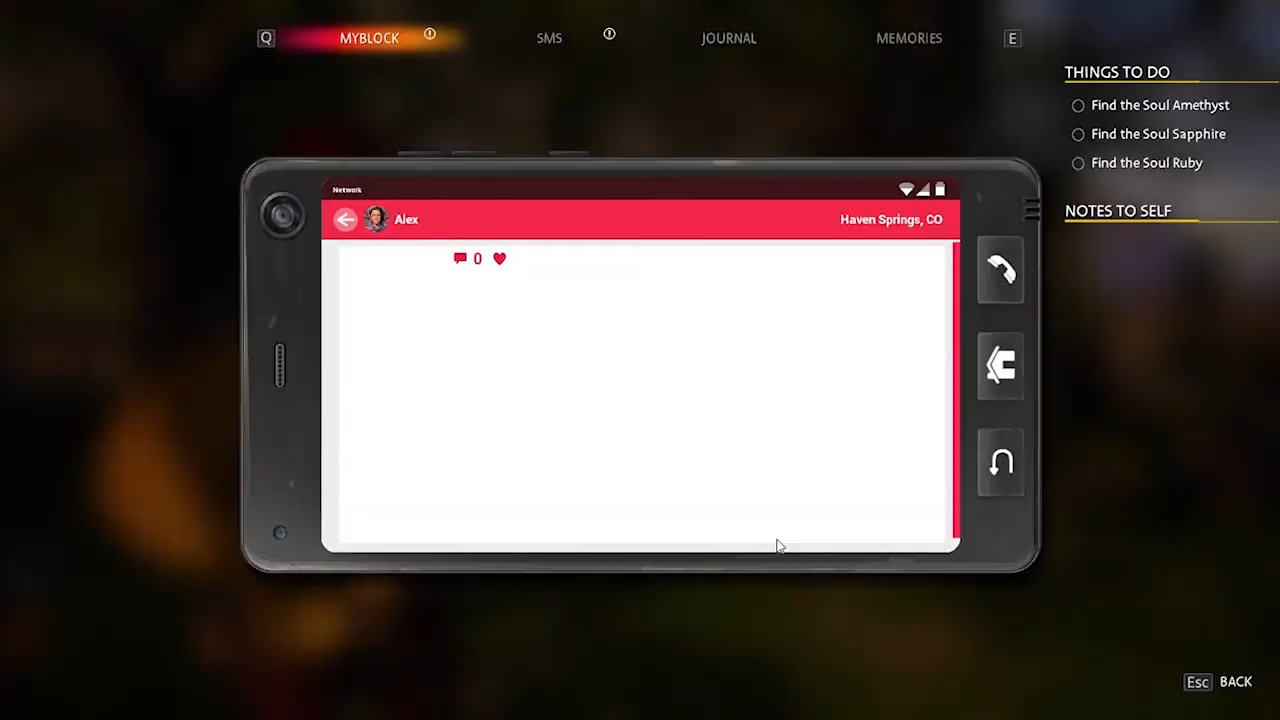 Q MYBLOCK SMS JOURNAL MEMORIES E
THINGS TO DO
Find the Soul Amethyst
Find the Soul Sapphire
Find the Soul Ruby
NOTES TO SELF
Network
Alex
Haven Springs, CO
0
Esc BACK